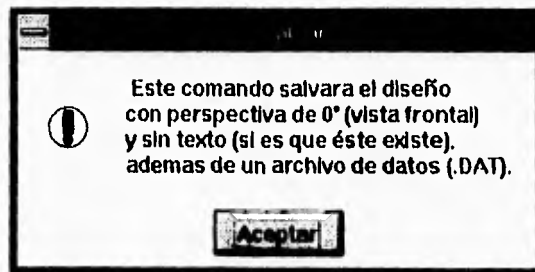 Este comando salvara el diseño
con perspectiva de 0° (vista frontal)
y sin texto (si es que éste existe).
ademas de un archivo de datos (.DAT).
Aceptar